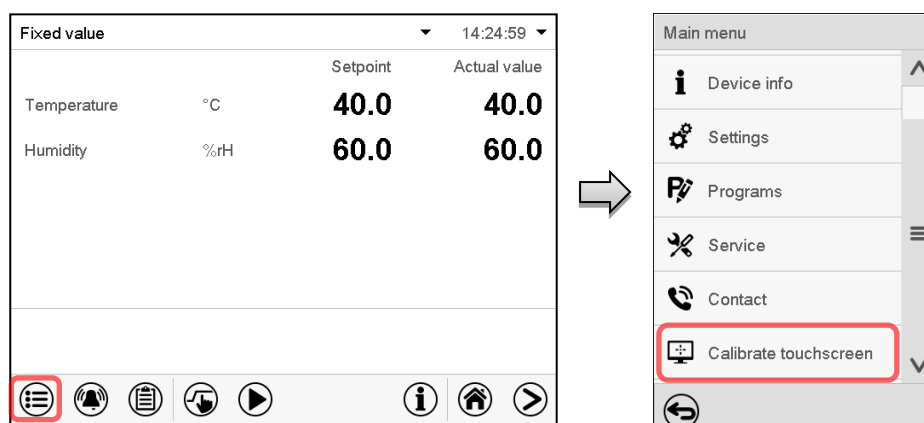 Fixed value 14:24:59
Setpoint Actual value
Temperature °C 40.0 40.0
Humidity %rH 60.0 60.0
Main menu
Device info
Settings
Programs
Service
Contact
Calibrate touchscreen